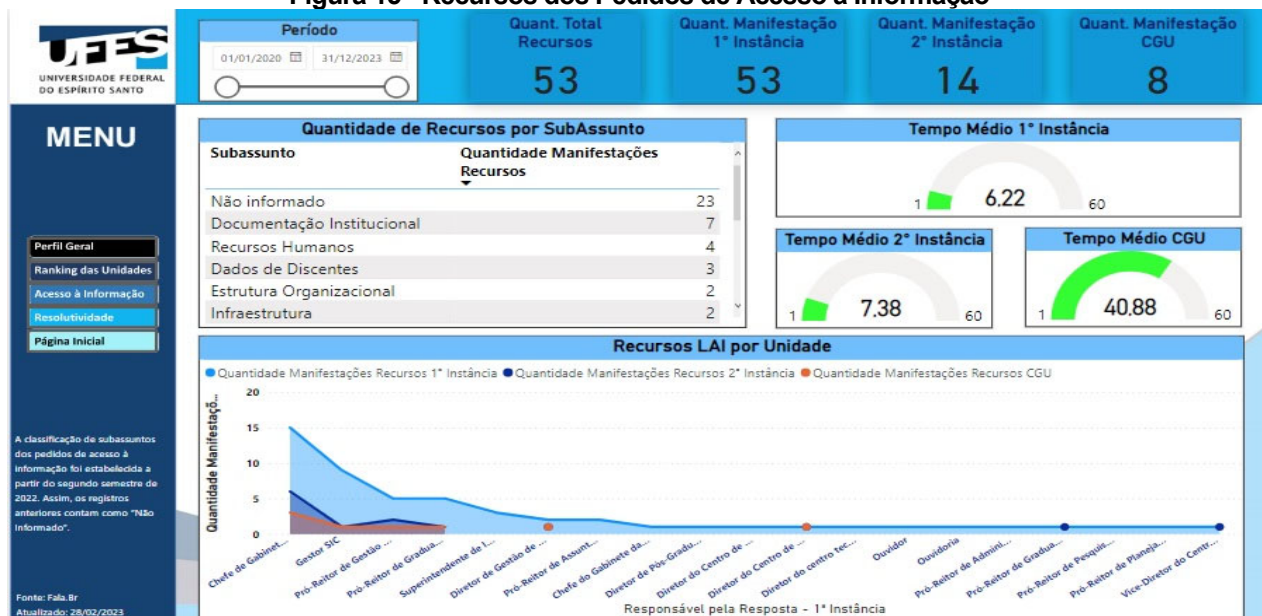 Figura 10 - Recursos dos Pedidos de Acesso à Informação
UFES
UNIVERSIDADE FEDERAL
DO ESPÍRITO SANTO
Período
01/01/2020
31/12/2023
Quant. Total
Recursos
53
Quant. Manifestação
1° Instância
53
Quant. Manifestação
2° Instância
14
Quant. Manifestação
CGU
8
MENU
Perfil Geral
Ranking das Unidades
Acesso à Informação
Resolutividade
Página Inicial
A classificação de subassuntos
dos pedidos de acesso à
informação foi estabelecida a
partir do segundo semestre de
2022. Assim, os registros
anteriores contam como "Não
Informado".
Fonte: Fala.Br
Atualizado: 28/02/2023
Quantidade de Recursos por SubAssunto
Subassunto Quantidade Manifestações
Recursos
Não informado 23
Documentação Institucional 7
Recursos Humanos 4
Dados de Discentes 3
Estrutura Organizacional 2
Infraestrutura 2
Tempo Médio 1° Instância
1 6,22 60
Tempo Médio 2° Instância
1 7,38 60
Tempo Médio CGU
1 40,88 60
Recursos LAI por Unidade
Quantidade Manifestações Recursos 1° Instância Quantidade Manifestações Recursos 2° Instância Quantidade Manifestações Recursos CGU
Quantidade Manifestaçõ...
20
15
10
5
0
Chefe de Gabinet...
Gestor SIC
Pró-Reitor de Gestão ...
Pró-Reitor de Gradua...
Superintendente de I...
Diretor de Gestão de ...
Pró-Reitor de Assunt...
Chefe do Gabinete da...
Diretor de Pós-Gradu...
Diretor do Centro de ...
Diretor do Centro de ...
Diretor do centro tec...
Ouvidor
Ouvidoria
Pró-Reitor de Admini...
Pró-Reitor de Gradua...
Pró-Reitor de Pesquis...
Pró-Reitor de Planeja...
Vice-Diretor do Centr...
Responsável pela Resposta - 1° Instância